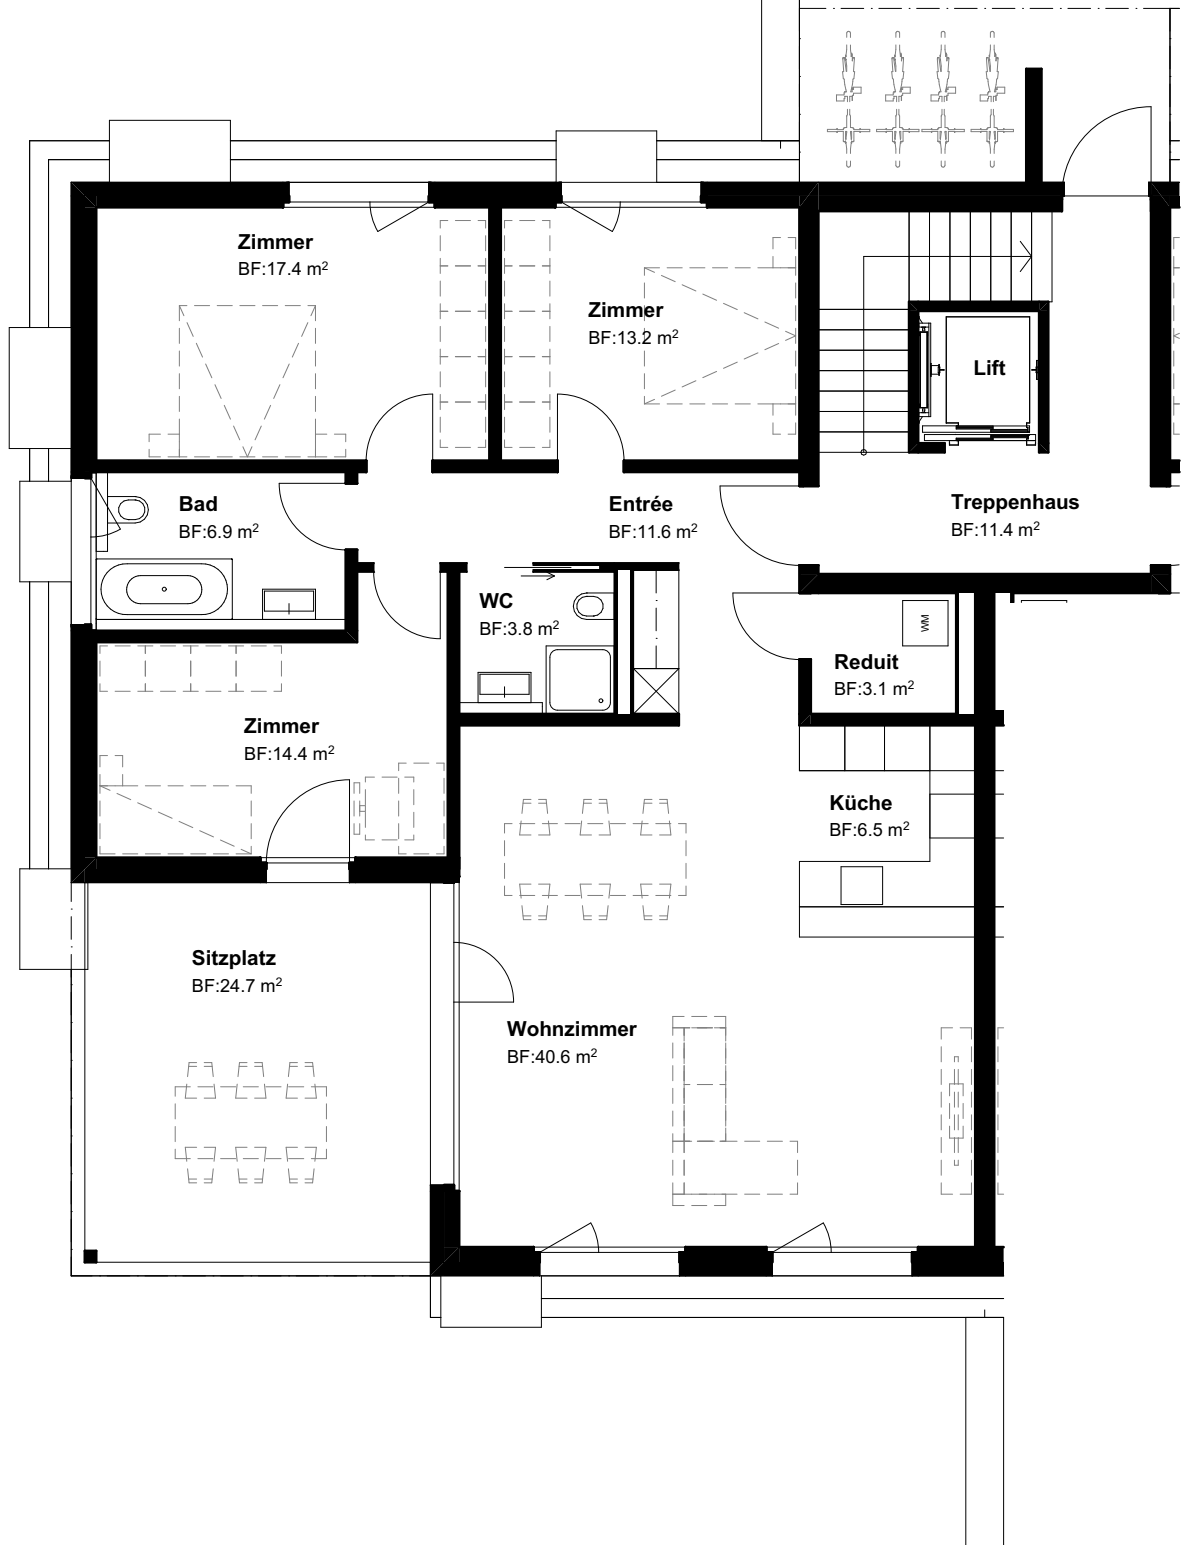 Zimmer
BF:17.4 m²
Zimmer
BF:13.2 m²
Lift
Bad
BF:6.9 m²
Entrée
BF:11.6 m²
Treppenhaus
BF:11.4 m²
WC
BF:3.8 m²
WM
Reduit
BF:3.1 m²
Zimmer
BF:14.4 m²
Küche
BF:6.5 m²
Sitzplatz
BF:24.7 m²
Wohnzimmer
BF:40.6 m²